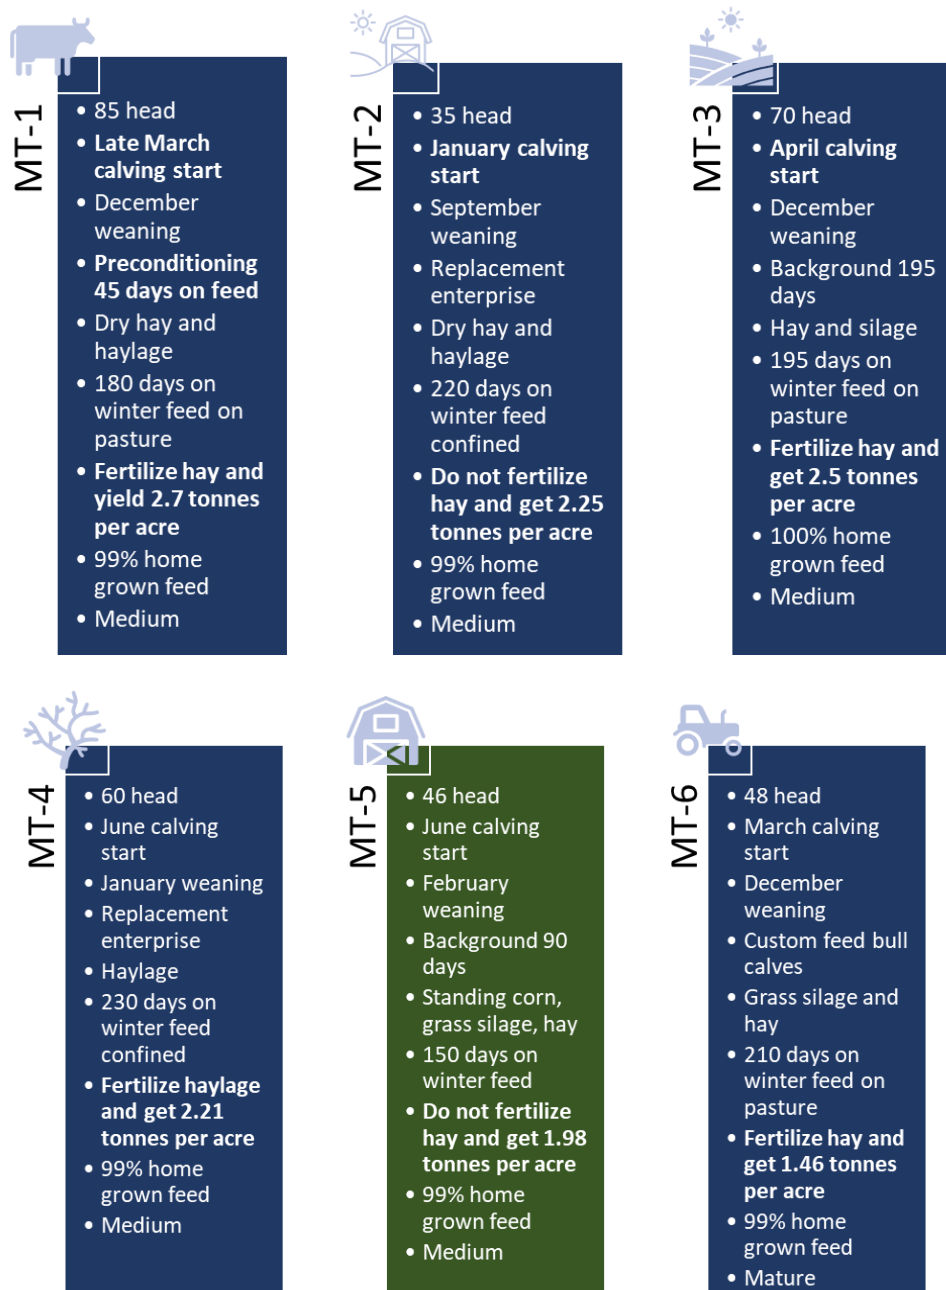 MT-1
• 85 head
• Late March
calving start
• December
weaning
• Preconditioning
45 days on feed
• Dry hay and
haylage
• 180 days on
winter feed on
pasture
• Fertilize hay and
yield 2.7 tonnes
per acre
• 99% home
grown feed
• Medium
MT-2
• 35 head
• January calving
start
• September
weaning
• Replacement
enterprise
• Dry hay and
haylage
• 220 days on
winter feed
confined
• Do not fertilize
hay and get 2.25
tonnes per acre
• 99% home
grown feed
• Medium
MT-3
• 70 head
• April calving
start
• December
weaning
• Background 195
days
• Hay and silage
• 195 days on
winter feed on
pasture
• Fertilize hay and
get 2.5 tonnes
per acre
• 100% home
grown feed
• Medium
MT-4
• 60 head
• June calving
start
• January weaning
• Replacement
enterprise
• Haylage
• 230 days on
winter feed
confined
• Fertilize haylage
and get 2.21
tonnes per acre
• 99% home
grown feed
• Medium
MT-5
• 46 head
• June calving
start
• February
weaning
• Background 90
days
• Standing corn,
grass silage, hay
• 150 days on
winter feed
• Do not fertilize
hay and get 1.98
tonnes per acre
• 99% home
grown feed
• Medium
MT-6
• 48 head
• March calving
start
• December
weaning
• Custom feed bull
calves
• Grass silage and
hay
• 210 days on
winter feed on
pasture
• Fertilize hay and
get 1.46 tonnes
per acre
• 99% home
grown feed
• Mature